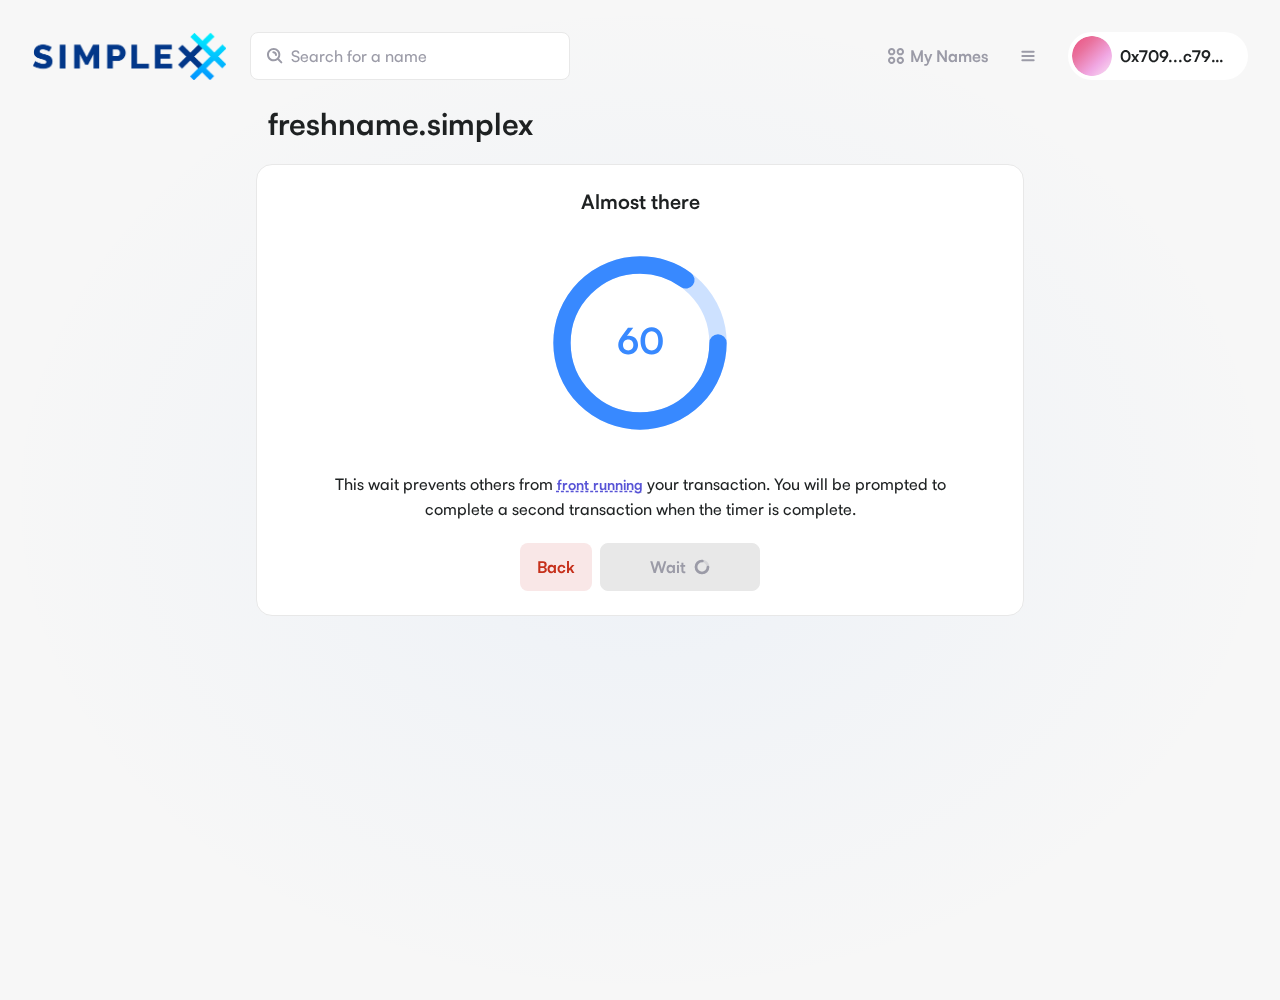 SIMPLEX
Search for a name
My Names
0x709...c79...
freshname.simplex
Almost there
60
This wait prevents others from front running your transaction. You will be prompted to
complete a second transaction when the timer is complete.
Back
Wait